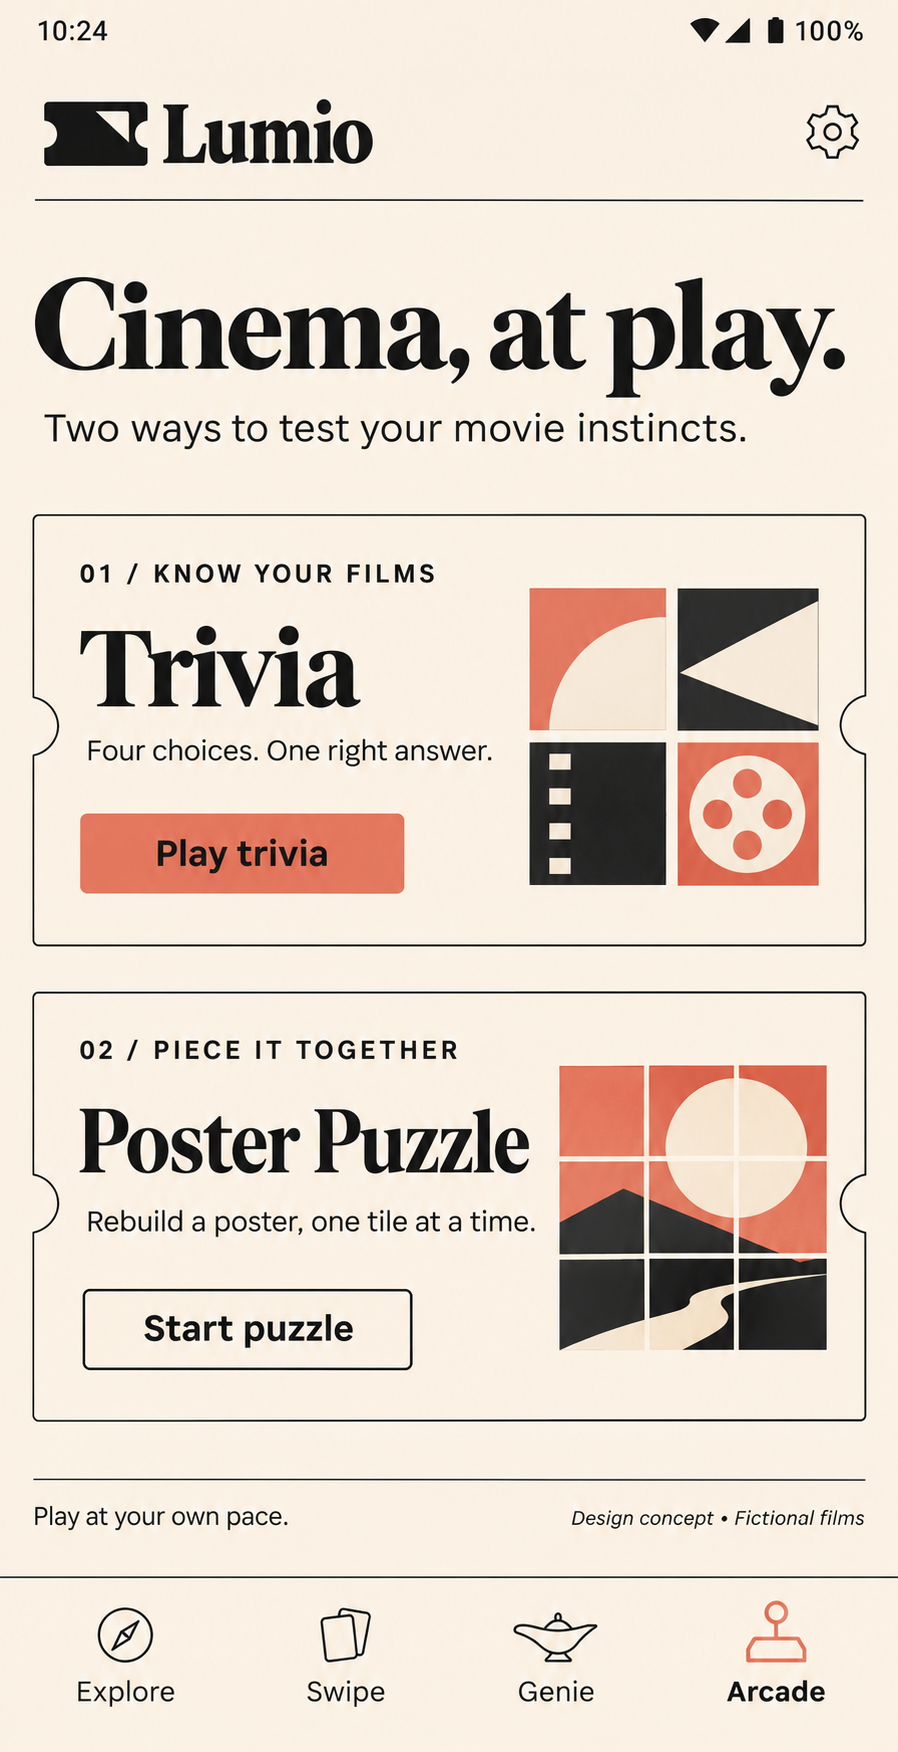 10:24
100%
Lumio
Cinema, at play.
Two ways to test your movie instincts.
01 / KNOW YOUR FILMS
Trivia
Four choices. One right answer.
Play trivia
02 / PIECE IT TOGETHER
Poster Puzzle
Rebuild a poster, one tile at a time.
Start puzzle
Play at your own pace.
Design concept • Fictional films
Explore
Swipe
Genie
Arcade